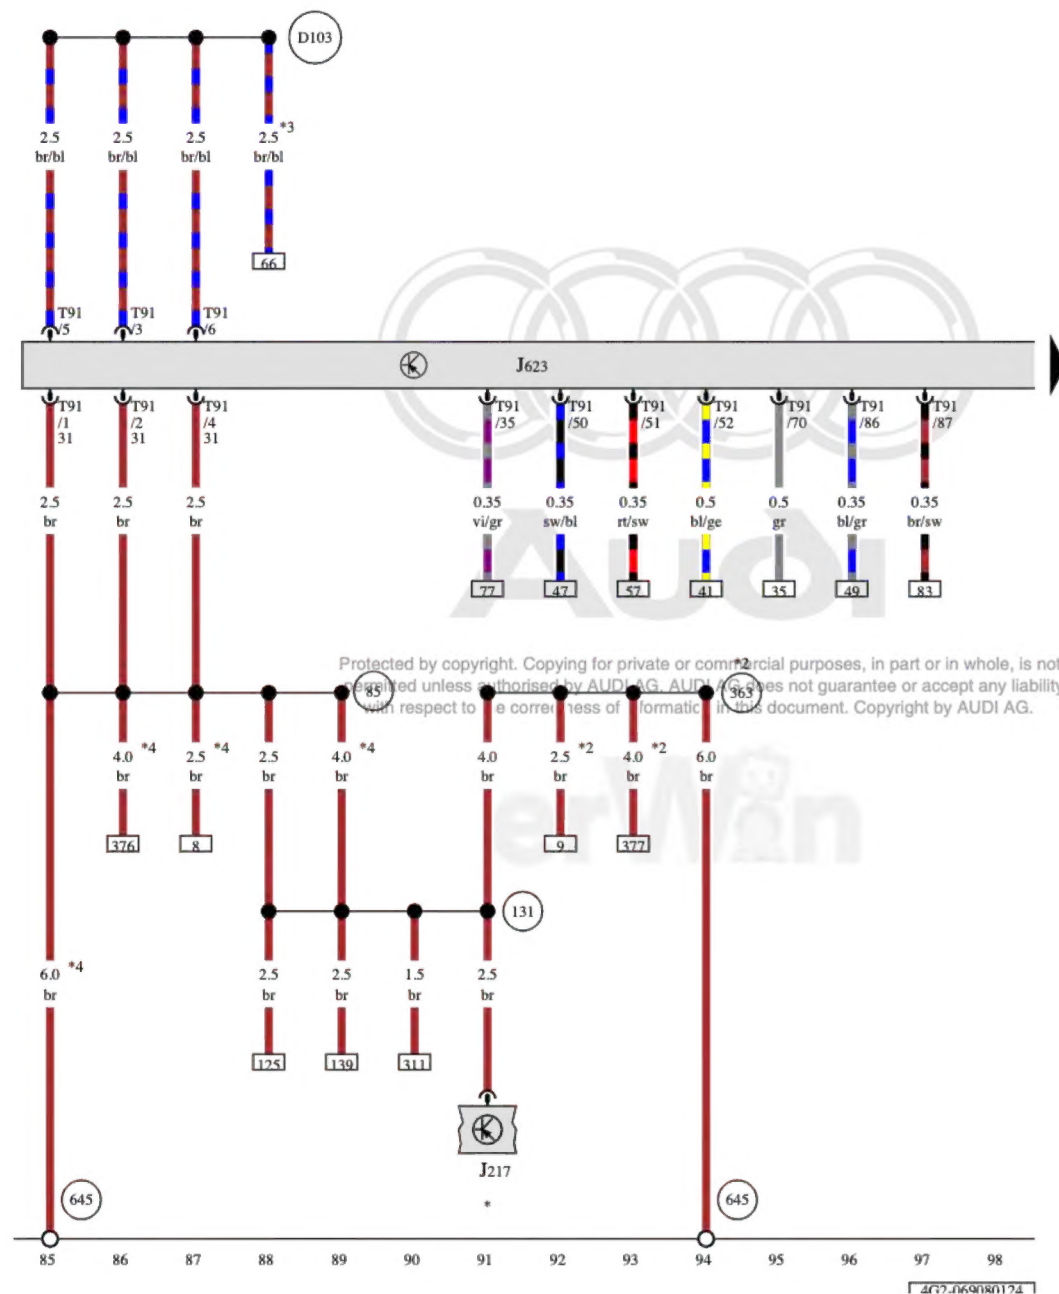 D103
*3
2.5 2.5 2.5 2.5
br/bl br/bl br/bl br/bl
66
T91 T91 T91
/5 /3 /6
J623
T91 T91 T91 T91 T91 T91 T91 T91 T91 T91
/1 /2 /4 /35 /50 /51 /52 /70 /86 /87
31 31 31
2.5 2.5 2.5 0.35 0.35 0.35 0.5 0.5 0.35 0.35
br br br vi/gr sw/bl rt/sw bl/ge gr bl/gr br/sw
77 47 57 41 35 49 83
Audi
Protected by copyright. Copying for private or commercial purposes, in part or in whole, is not
*2
permitted unless authorised by AUDI AG. AUDI AG does not guarantee or accept any liability
85 363
with respect to the correctness of information in this document. Copyright by AUDI AG.
*4 *4 *4 *2 *2
4.0 2.5 2.5 4.0 4.0 2.5 4.0 6.0
br br br br br br br br
erWin
376 8 9 377
131
6.0 *4 2.5 2.5 1.5 2.5
br br br br br
125 139 311
J217
*
645 645
85 86 87 88 89 90 91 92 93 94 95 96 97 98
4G2-069080124